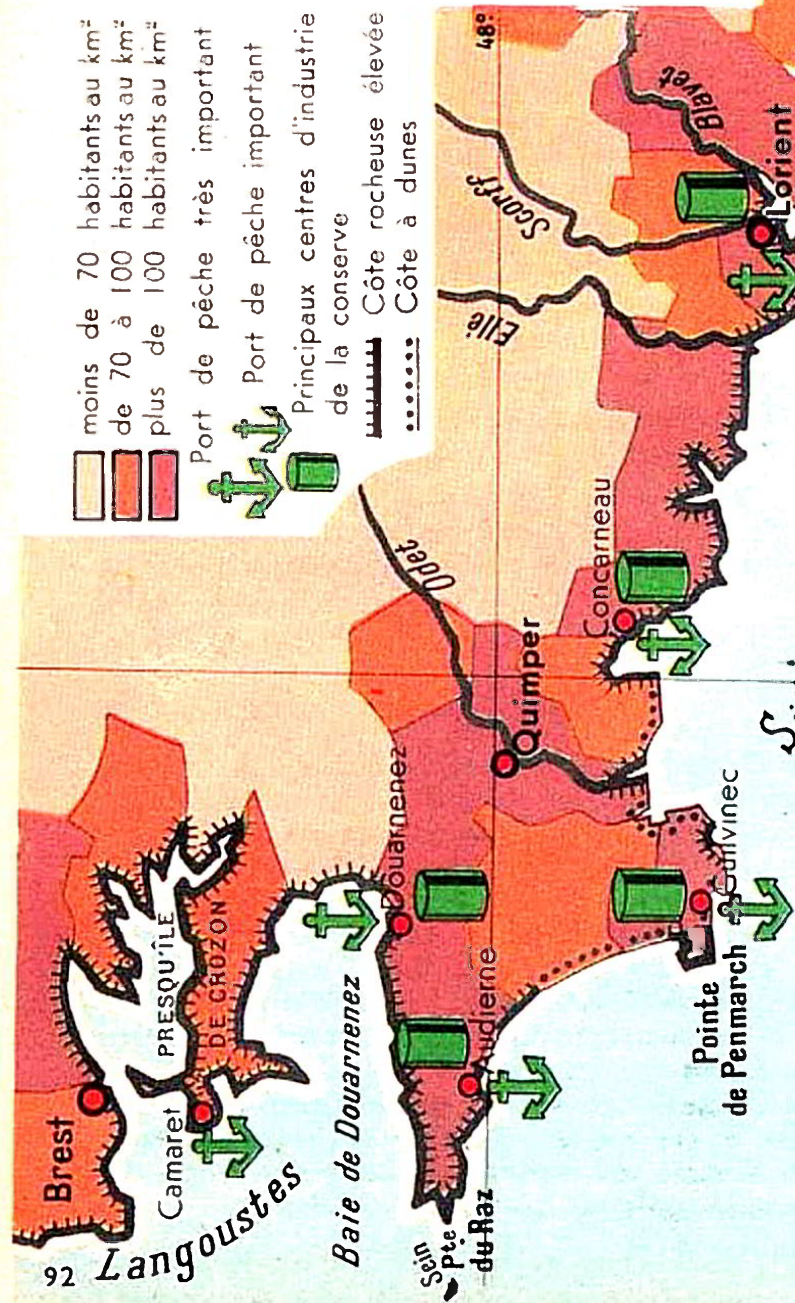 moins de 70 habitants au km²
de 70 à 100 habitants au km²
plus de 100 habitants au km²
Port de pêche très important
Port de pêche important
Principaux centres d'industrie
de la conserve
Côte rocheuse élevée
Côte à dunes
48°
Brest
PRESQU'ÎLE
DE CROZON
Camaret
92
Langoustes
Baie de Douarnenez
Douarnenez
Sein
Pte
du Raz
Audierne
Quimper
Odet
Ellé
Scorff
Blavet
Lorient
Concarneau
Guilvinec
Pointe
de Penmarch